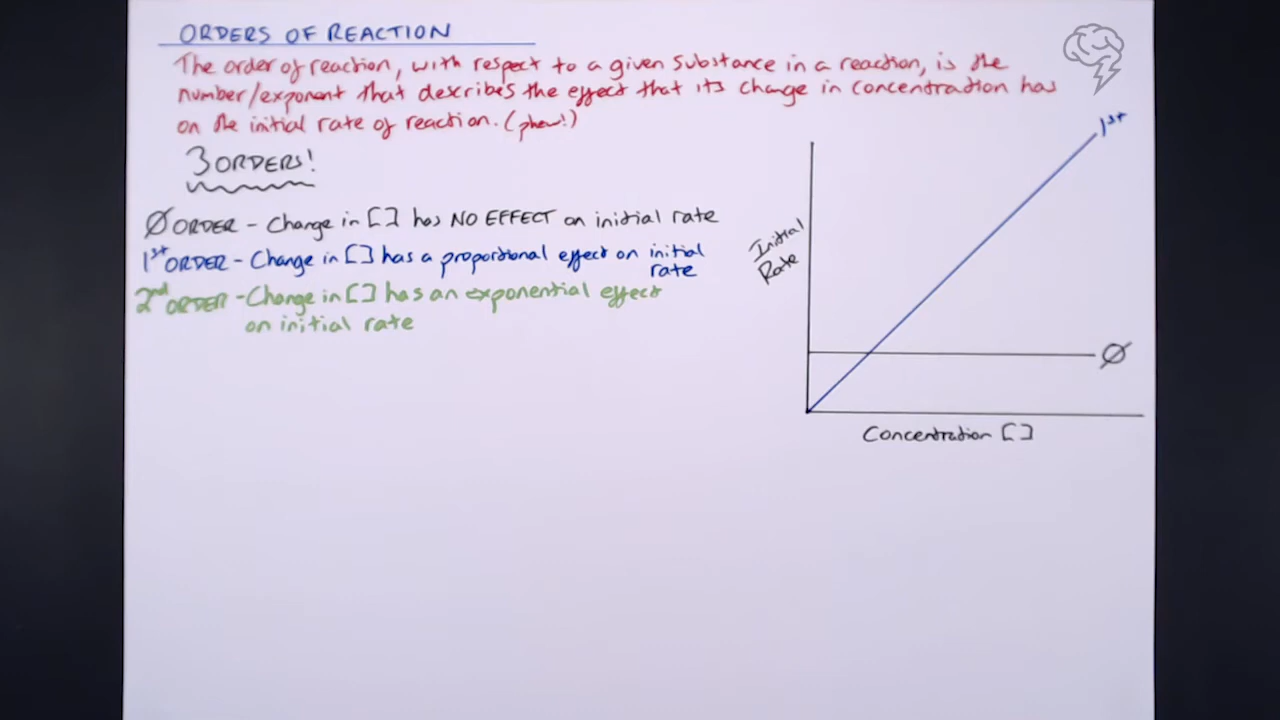 ORDERS OF REACTION
The order of reaction, with respect to a given substance in a reaction, is the
number/exponent that describes the effect that its change in concentration has
on the initial rate of reaction. (phew!)
3 ORDERS!
Ø ORDER - Change in [ ] has NO EFFECT on initial rate
1st ORDER - Change in [ ] has a proportional effect on initial
rate
2nd ORDER - Change in [ ] has an exponential effect
on initial rate
1st
Initial
Rate
Ø
Concentration [ ]